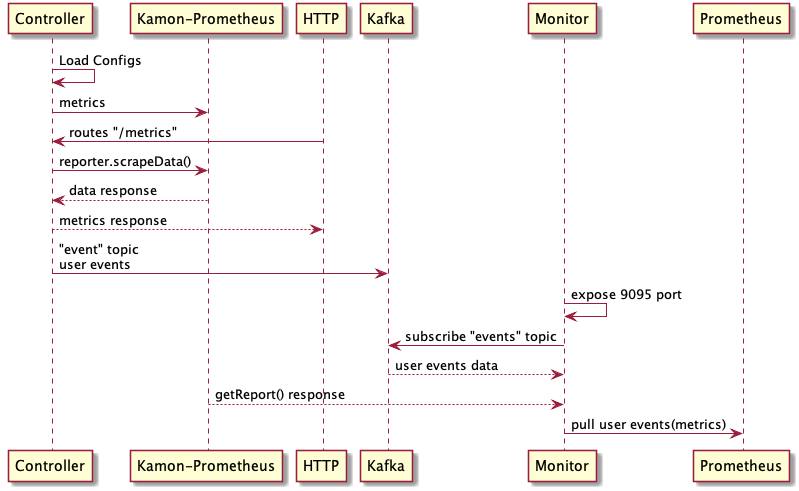 Controller
Kamon-Prometheus
HTTP
Kafka
Monitor
Prometheus
Load Configs
metrics
routes "/metrics"
reporter.scrapeData()
data response
metrics response
"event" topic
user events
expose 9095 port
subscribe "events" topic
user events data
getReport() response
pull user events(metrics)
Controller
Kamon-Prometheus
HTTP
Kafka
Monitor
Prometheus